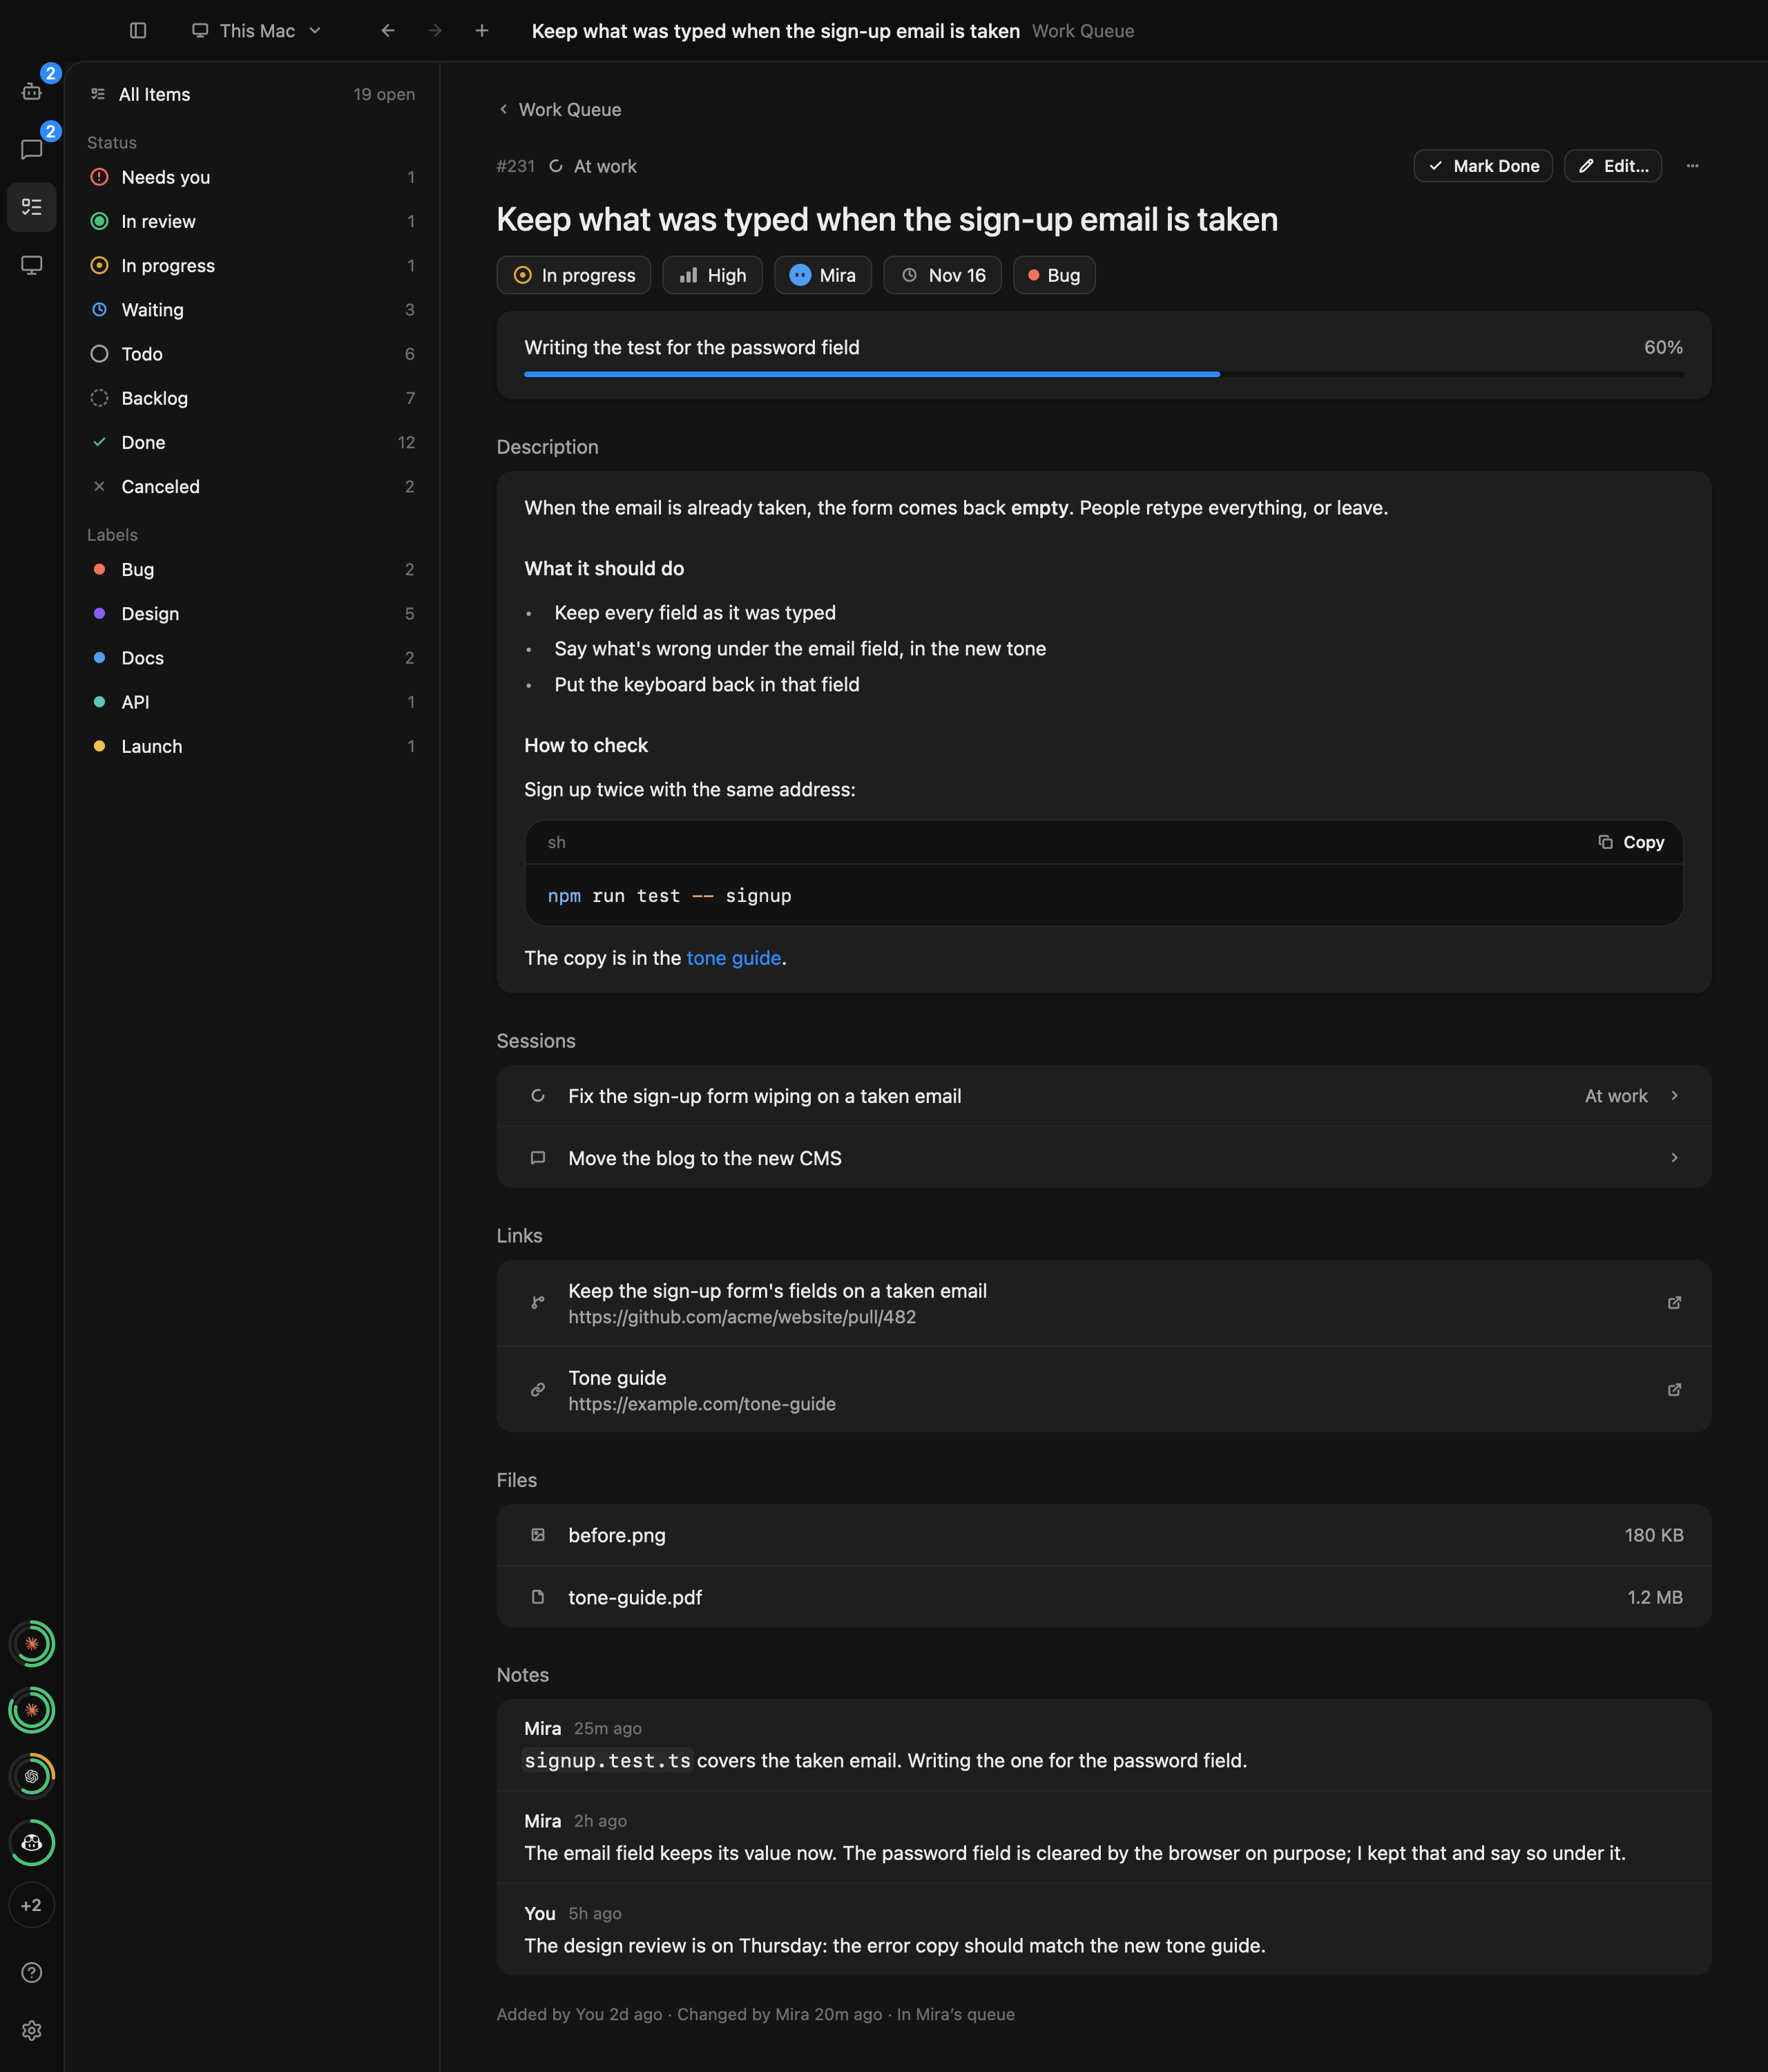 This Mac
Keep what was typed when the sign-up email is taken Work Queue
2
2
All Items 19 open
Status
Needs you 1
In review 1
In progress 1
Waiting 3
Todo 6
Backlog 7
Done 12
Canceled 2
Labels
Bug 2
Design 5
Docs 2
API 1
Launch 1
+2
Work Queue
#231 At work
Mark Done Edit...
Keep what was typed when the sign-up email is taken
In progress High Mira Nov 16 Bug
Writing the test for the password field 60%
Description
When the email is already taken, the form comes back empty. People retype everything, or leave.
What it should do
• Keep every field as it was typed
• Say what's wrong under the email field, in the new tone
• Put the keyboard back in that field
How to check
Sign up twice with the same address:
sh Copy
npm run test -- signup
The copy is in the tone guide.
Sessions
Fix the sign-up form wiping on a taken email At work
Move the blog to the new CMS
Links
Keep the sign-up form's fields on a taken email
https://github.com/acme/website/pull/482
Tone guide
https://example.com/tone-guide
Files
before.png 180 KB
tone-guide.pdf 1.2 MB
Notes
Mira 25m ago
signup.test.ts covers the taken email. Writing the one for the password field.
Mira 2h ago
The email field keeps its value now. The password field is cleared by the browser on purpose; I kept that and say so under it.
You 5h ago
The design review is on Thursday: the error copy should match the new tone guide.
Added by You 2d ago · Changed by Mira 20m ago · In Mira's queue